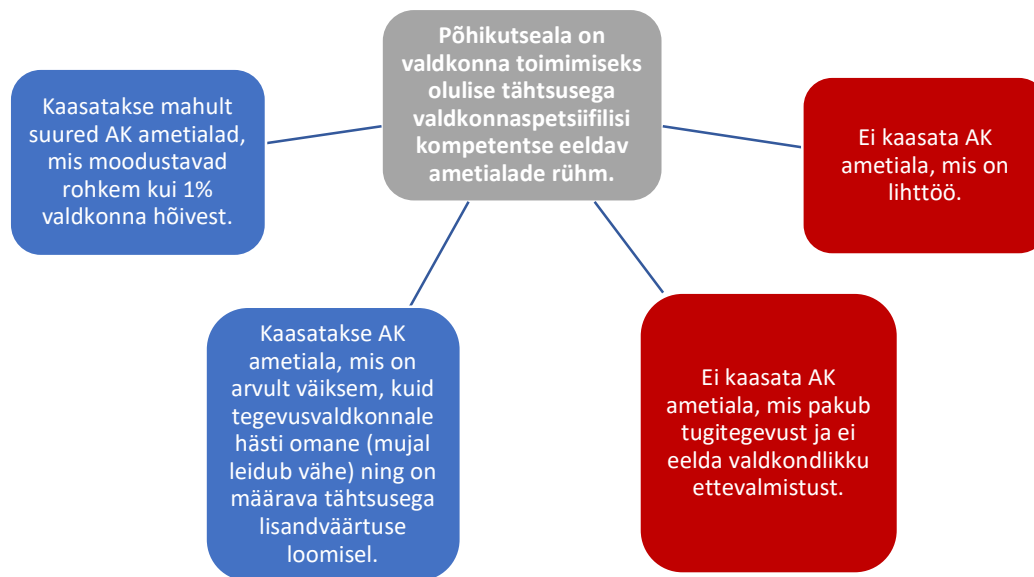 Põhikutseala on
valdkonna toimimiseks
olulise tähtsusega
valdkonnaspetsiifilisi
kompetentse eeldav
ametialade rühm.
Kaasatakse mahult
suured AK ametialad,
mis moodustavad
rohkem kui 1%
valdkonna hõivest.
Ei kaasata AK
ametiala, mis on
lihttöö.
Kaasatakse AK
ametiala, mis on
arvult väiksem, kuid
tegevusvaldkonnale
hästi omane (mujal
leidub vähe) ning on
määrava tähtsusega
lisandväärtuse
loomisel.
Ei kaasata AK
ametiala, mis pakub
tugitegevust ja ei
eelda valdkondlikku
ettevalmistust.